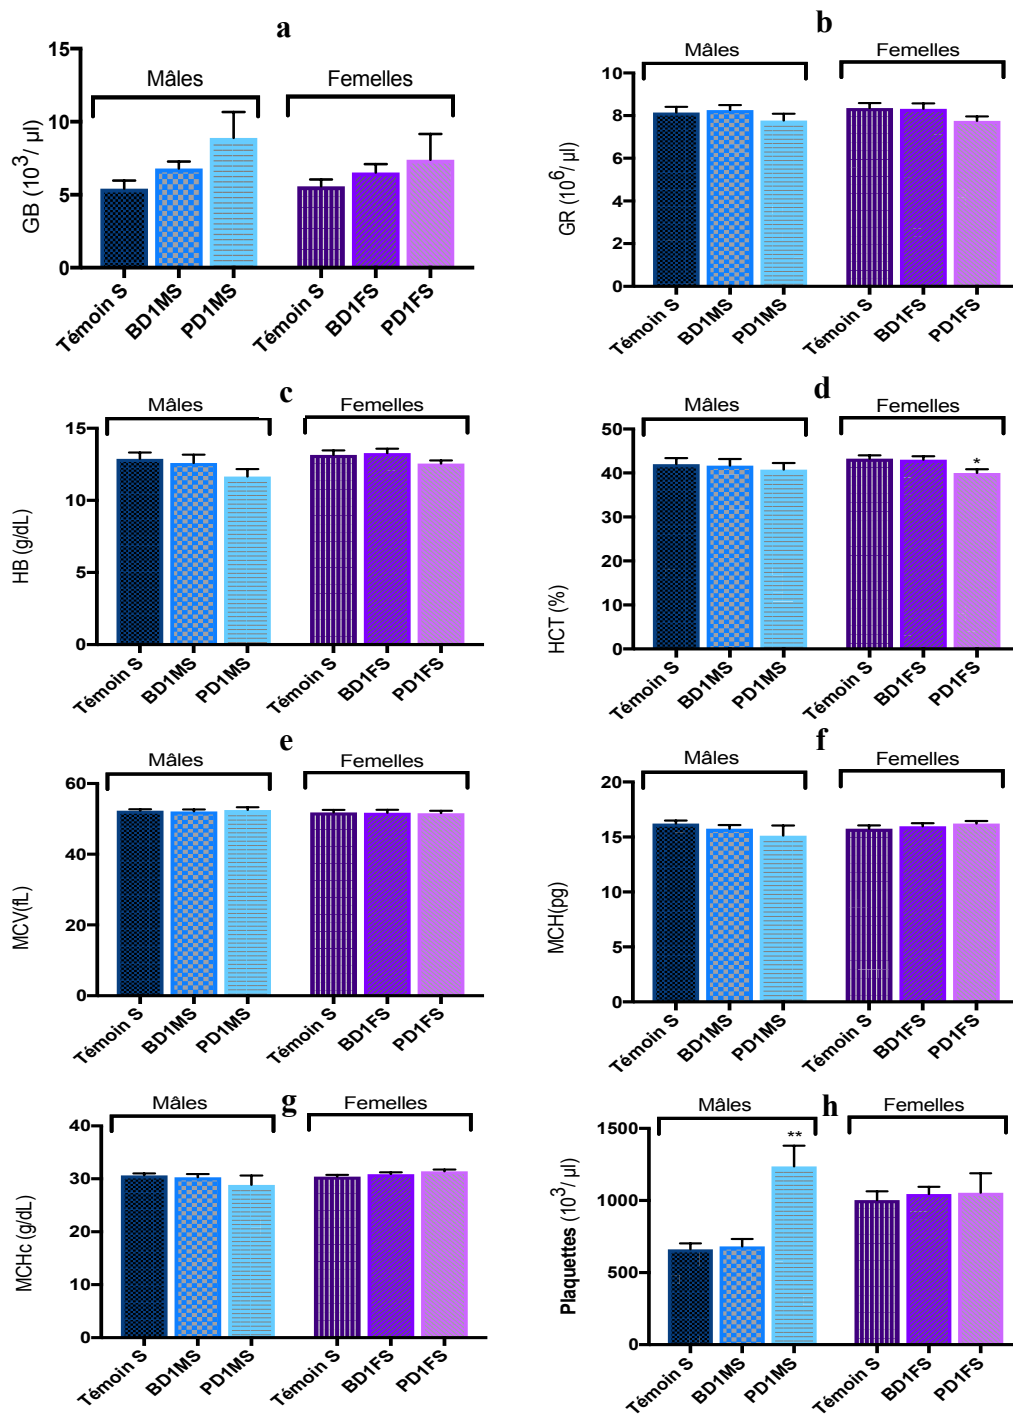 a
15
10
5
0
GB (10³/ µl)
Mâles
Femelles
Témoin S
BD1MS
PD1MS
Témoin S
BD1FS
PD1FS
b
10
8
6
4
2
0
GR (10⁶/ µl)
Mâles
Femelles
Témoin S
BD1MS
PD1MS
Témoin S
BD1FS
PD1FS
c
15
10
5
0
HB (g/dL)
Mâles
Femelles
Témoin S
BD1MS
PD1MS
Témoin S
BD1FS
PD1FS
d
50
40
30
20
10
0
HCT (%)
Mâles
Femelles
*
Témoin S
BD1MS
PD1MS
Témoin S
BD1FS
PD1FS
e
60
40
20
0
MCV(fL)
Mâles
Femelles
Témoin S
BD1MS
PD1MS
Témoin S
BD1FS
PD1FS
f
20
15
10
5
0
MCH(pg)
Mâles
Femelles
Témoin S
BD1MS
PD1MS
Témoin S
BD1FS
PD1FS
g
40
30
20
10
0
MCHc (g/dL)
Mâles
Femelles
Témoin S
BD1MS
PD1MS
Témoin S
BD1FS
PD1FS
h
1500
1000
500
0
Plaquettes (10³/ µl)
Mâles
Femelles
**
Témoin S
BD1MS
PD1MS
Témoin S
BD1FS
PD1FS